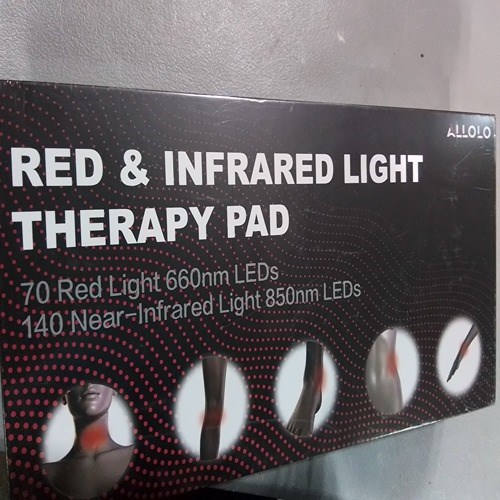 ALLOLO
RED & INFRARED LIGHT
THERAPY PAD
70 Red Light 660nm LEDs
140 Near-Infrared Light 850nm LEDs